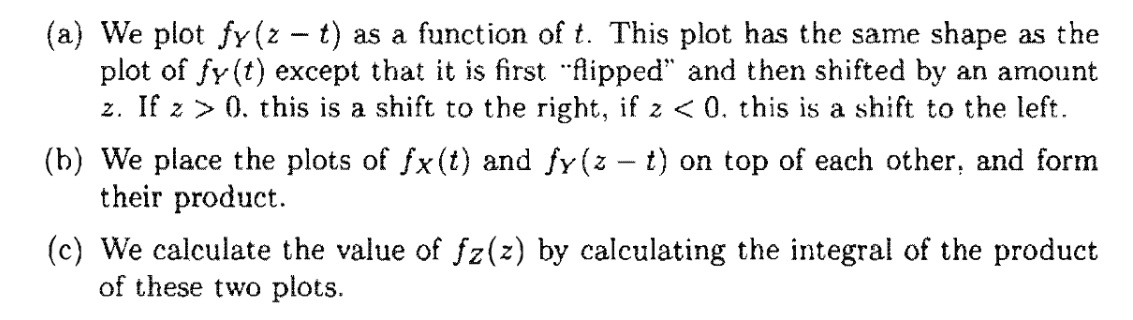 (a) We plot fY(z − t) as a function of t. This plot has the same shape as the
plot of fY(t) except that it is first "flipped" and then shifted by an amount
z. If z > 0. this is a shift to the right, if z < 0. this is a shift to the left.
(b) We place the plots of fX(t) and fY(z − t) on top of each other, and form
their product.
(c) We calculate the value of fZ(z) by calculating the integral of the product
of these two plots.